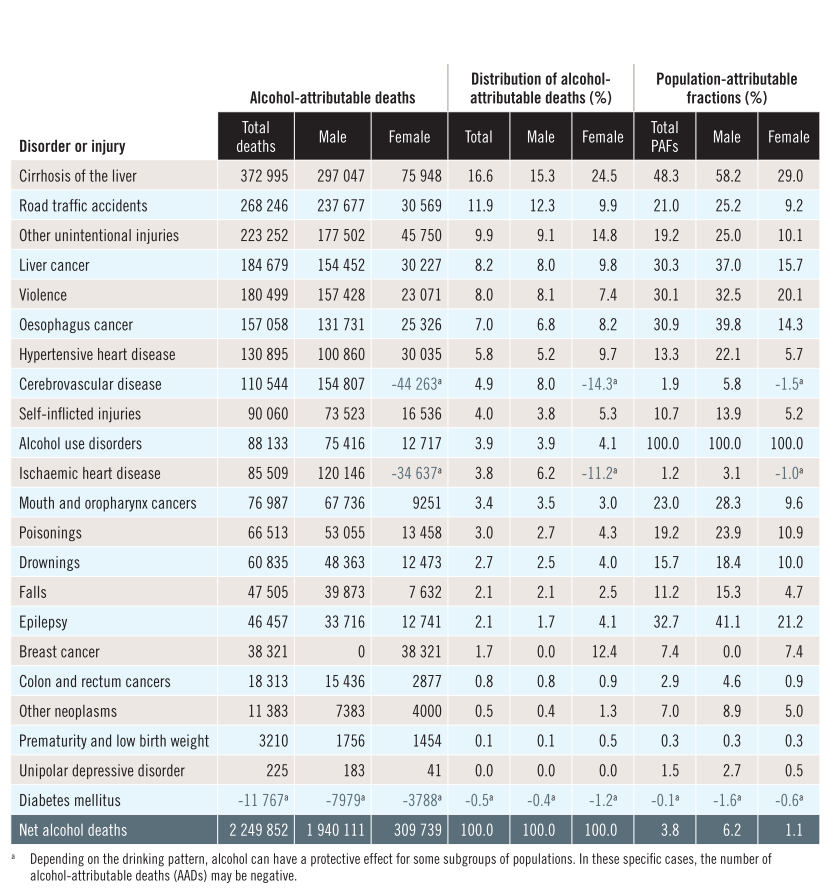 Alcohol-attributable deaths Distribution of alcohol-attributable deaths (%) Population-attributable fractions (%)
Disorder or injury Total deaths Male Female Total Male Female Total PAFs Male Female
Cirrhosis of the liver 372 995 297 047 75 948 16.6 15.3 24.5 48.3 58.2 29.0
Road traffic accidents 268 246 237 677 30 569 11.9 12.3 9.9 21.0 25.2 9.2
Other unintentional injuries 223 252 177 502 45 750 9.9 9.1 14.8 19.2 25.0 10.1
Liver cancer 184 679 154 452 30 227 8.2 8.0 9.8 30.3 37.0 15.7
Violence 180 499 157 428 23 071 8.0 8.1 7.4 30.1 32.5 20.1
Oesophagus cancer 157 058 131 731 25 326 7.0 6.8 8.2 30.9 39.8 14.3
Hypertensive heart disease 130 895 100 860 30 035 5.8 5.2 9.7 13.3 22.1 5.7
Cerebrovascular disease 110 544 154 807 -44 263ᵃ 4.9 8.0 -14.3ᵃ 1.9 5.8 -1.5ᵃ
Self-inflicted injuries 90 060 73 523 16 536 4.0 3.8 5.3 10.7 13.9 5.2
Alcohol use disorders 88 133 75 416 12 717 3.9 3.9 4.1 100.0 100.0 100.0
Ischaemic heart disease 85 509 120 146 -34 637ᵃ 3.8 6.2 -11.2ᵃ 1.2 3.1 -1.0ᵃ
Mouth and oropharynx cancers 76 987 67 736 9251 3.4 3.5 3.0 23.0 28.3 9.6
Poisonings 66 513 53 055 13 458 3.0 2.7 4.3 19.2 23.9 10.9
Drownings 60 835 48 363 12 473 2.7 2.5 4.0 15.7 18.4 10.0
Falls 47 505 39 873 7 632 2.1 2.1 2.5 11.2 15.3 4.7
Epilepsy 46 457 33 716 12 741 2.1 1.7 4.1 32.7 41.1 21.2
Breast cancer 38 321 0 38 321 1.7 0.0 12.4 7.4 0.0 7.4
Colon and rectum cancers 18 313 15 436 2877 0.8 0.8 0.9 2.9 4.6 0.9
Other neoplasms 11 383 7383 4000 0.5 0.4 1.3 7.0 8.9 5.0
Prematurity and low birth weight 3210 1756 1454 0.1 0.1 0.5 0.3 0.3 0.3
Unipolar depressive disorder 225 183 41 0.0 0.0 0.0 1.5 2.7 0.5
Diabetes mellitus -11 767ᵃ -7979ᵃ -3788ᵃ -0.5ᵃ -0.4ᵃ -1.2ᵃ -0.1ᵃ -1.6ᵃ -0.6ᵃ
Net alcohol deaths 2 249 852 1 940 111 309 739 100.0 100.0 100.0 3.8 6.2 1.1
ᵃ Depending on the drinking pattern, alcohol can have a protective effect for some subgroups of populations. In these specific cases, the number of
alcohol-attributable deaths (AADs) may be negative.